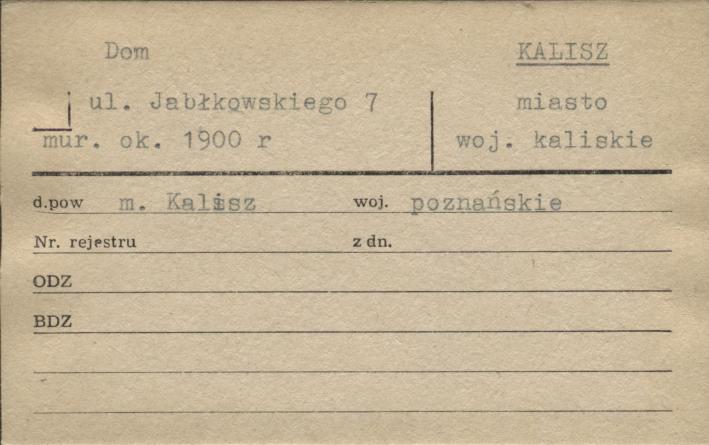 Dom KALISZ
ul. Jabłkowskiego 7 miasto
mur. ok. 1900 r woj. kaliskie
d.pow m. Kalisz woj. poznańskie
Nr. rejestru z dn.
ODZ
BDZ